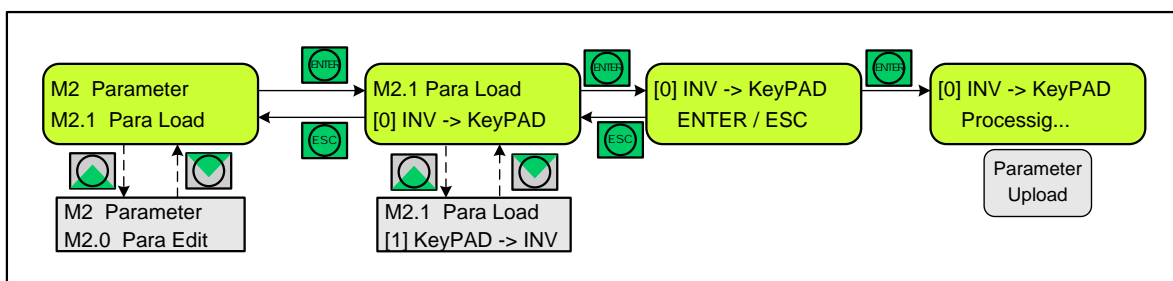 ENTER
ENTER
ENTER
M2 Parameter
M2.1 Para Load
M2.1 Para Load
[0] INV -> KeyPAD
[0] INV -> KeyPAD
ENTER / ESC
[0] INV -> KeyPAD
Processig...
ESC
ESC
M2 Parameter
M2.0 Para Edit
M2.1 Para Load
[1] KeyPAD -> INV
Parameter
Upload